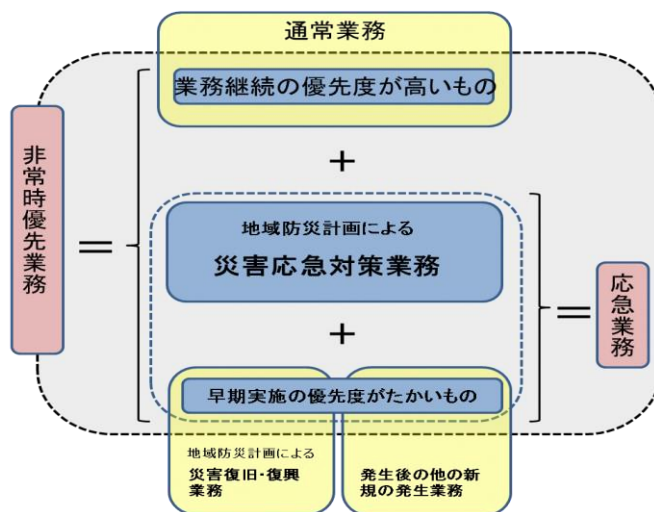 通常業務
業務継続の優先度が高いもの
+
非常時優先業務
=
地域防災計画による
災害応急対策業務
=
応急業務
+
早期実施の優先度がたかいもの
地域防災計画による
災害復旧・復興
業務
発生後の他の新
規の発生業務